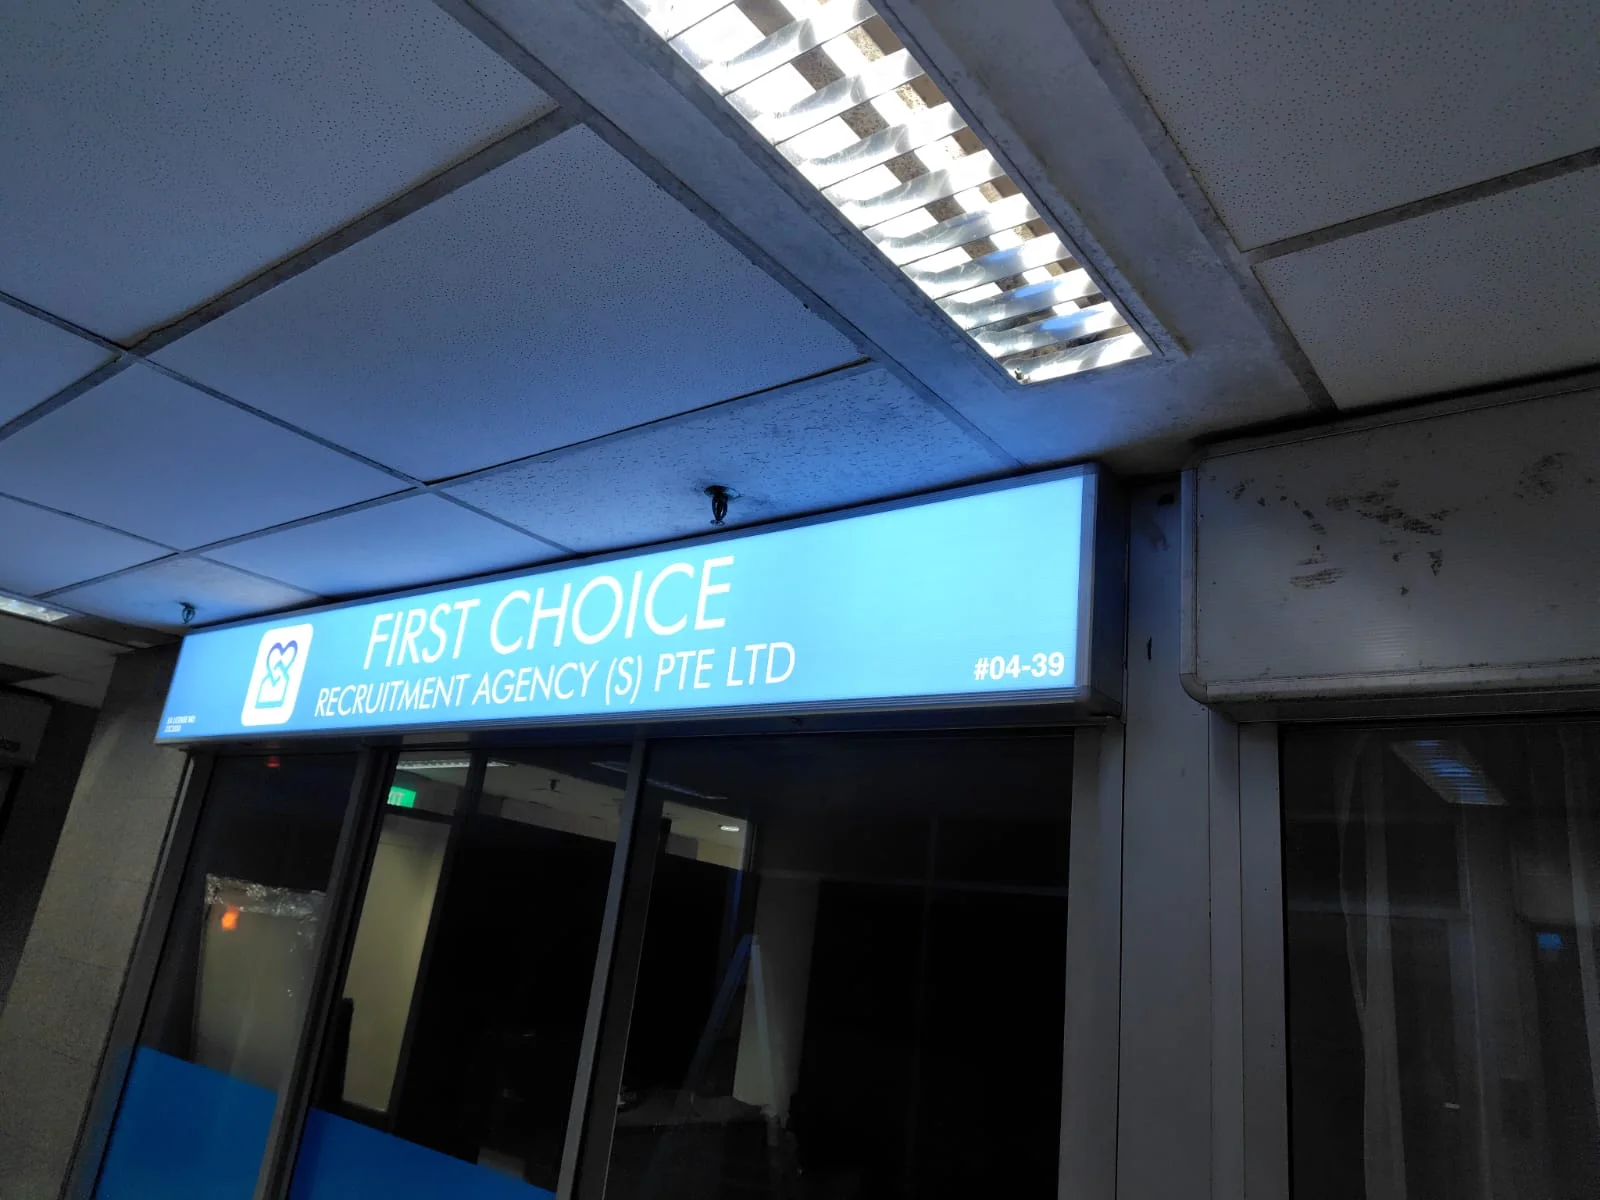 FIRST CHOICE
RECRUITMENT AGENCY (S) PTE LTD
#04-39